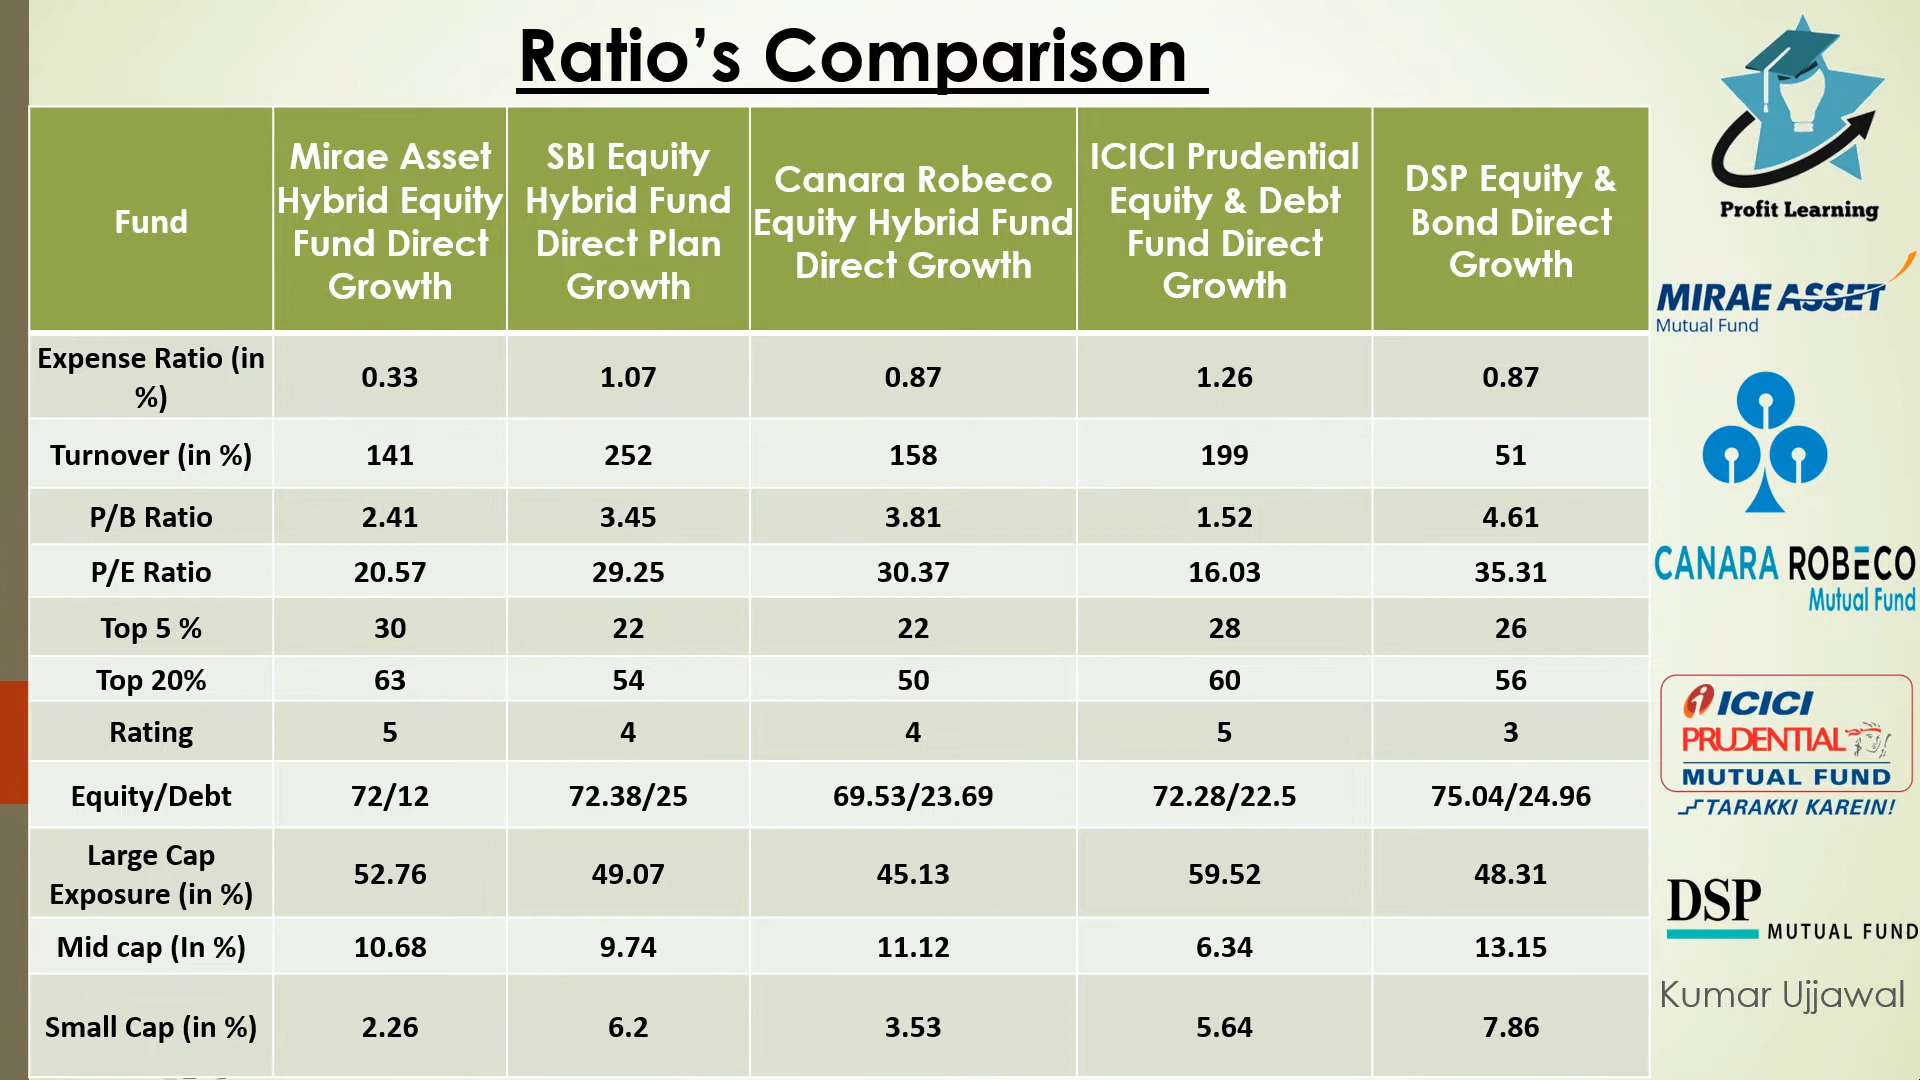 Ratio’s Comparison
Fund
Mirae Asset
Hybrid Equity
Fund Direct
Growth
SBI Equity
Hybrid Fund
Direct Plan
Growth
Canara Robeco
Equity Hybrid Fund
Direct Growth
ICICI Prudential
Equity & Debt
Fund Direct
Growth
DSP Equity &
Bond Direct
Growth
Expense Ratio (in
%)
0.33
1.07
0.87
1.26
0.87
Turnover (in %)
141
252
158
199
51
P/B Ratio
2.41
3.45
3.81
1.52
4.61
P/E Ratio
20.57
29.25
30.37
16.03
35.31
Top 5 %
30
22
22
28
26
Top 20%
63
54
50
60
56
Rating
5
4
4
5
3
Equity/Debt
72/12
72.38/25
69.53/23.69
72.28/22.5
75.04/24.96
Large Cap
Exposure (in %)
52.76
49.07
45.13
59.52
48.31
Mid cap (In %)
10.68
9.74
11.12
6.34
13.15
Small Cap (in %)
2.26
6.2
3.53
5.64
7.86
Profit Learning
MIRAE ASSET
Mutual Fund
CANARA ROBECO
Mutual Fund
ICICI
PRUDENTIAL
MUTUAL FUND
TARAKKI KAREIN!
DSP
MUTUAL FUND
Kumar Ujjawal